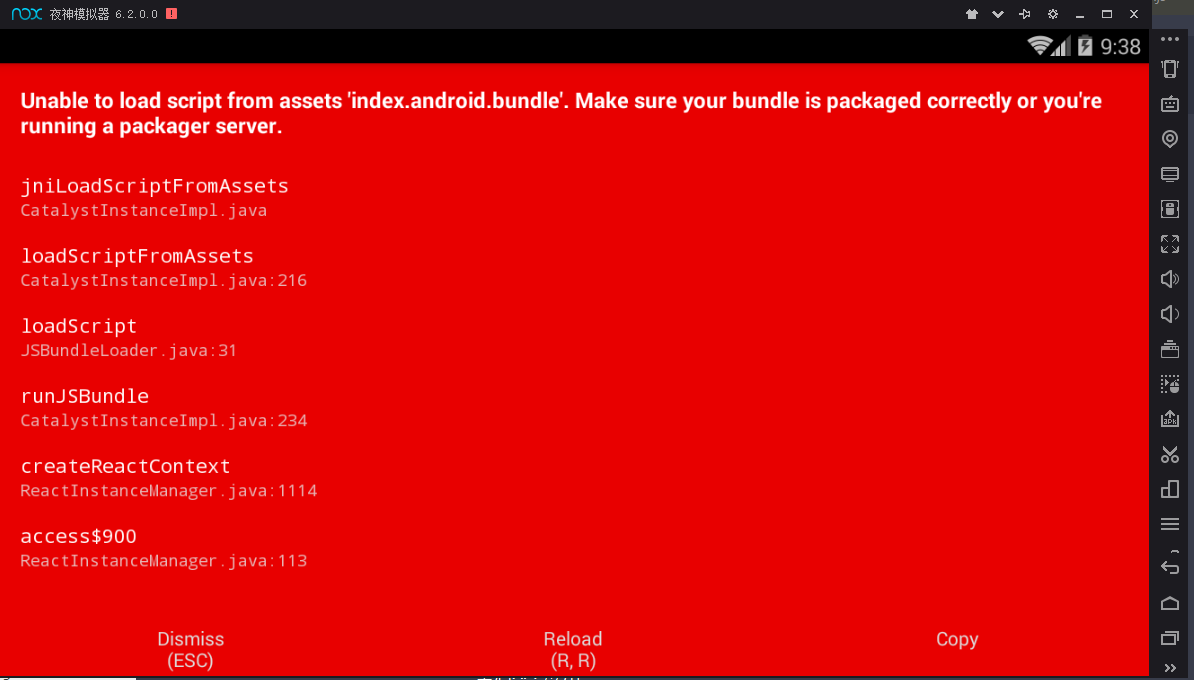 nox 夜神模拟器 6.2.0.0
9:38
Unable to load script from assets 'index.android.bundle'. Make sure your bundle is packaged correctly or you're
running a packager server.
jniLoadScriptFromAssets
CatalystInstanceImpl.java
loadScriptFromAssets
CatalystInstanceImpl.java:216
loadScript
JSBundleLoader.java:31
runJSBundle
CatalystInstanceImpl.java:234
createReactContext
ReactInstanceManager.java:1114
access$900
ReactInstanceManager.java:113
Dismiss
(ESC)
Reload
(R, R)
Copy